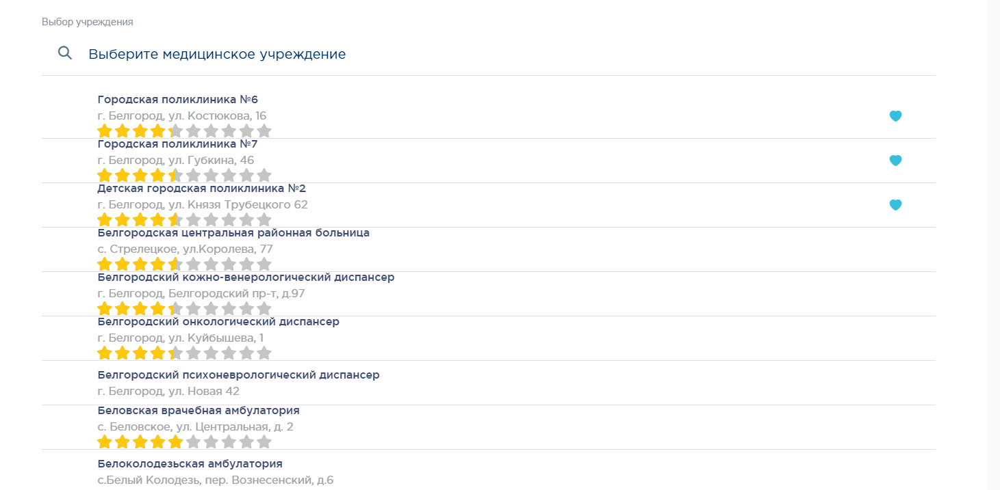 Выбор учреждения
Выберите медицинское учреждение
Городская поликлиника №6
г. Белгород, ул. Костюкова, 16
Городская поликлиника №7
г. Белгород, ул. Губкина, 46
Детская городская поликлиника №2
г. Белгород, ул. Князя Трубецкого 62
Белгородская центральная районная больница
с. Стрелецкое, ул.Королева, 77
Белгородский кожно-венерологический диспансер
г. Белгород, Белгородский пр-т, д.97
Белгородский онкологический диспансер
г. Белгород, ул. Куйбышева, 1
Белгородский психоневрологический диспансер
г. Белгород, ул. Новая 42
Беловская врачебная амбулатория
с. Беловское, ул. Центральная, д. 2
Белоколодезьская амбулатория
с.Белый Колодезь, пер. Вознесенский, д.6